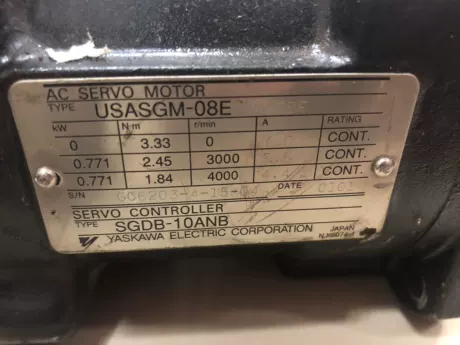 AC SERVO MOTOR
TYPE USASGM-08E
kW N·m r/min A RATING
0 3.33 0 CONT.
0.771 2.45 3000 CONT.
0.771 1.84 4000 CONT.
S/N DATE 0101
SERVO CONTROLLER
TYPE SGDB-10ANB
YASKAWA ELECTRIC CORPORATION JAPAN